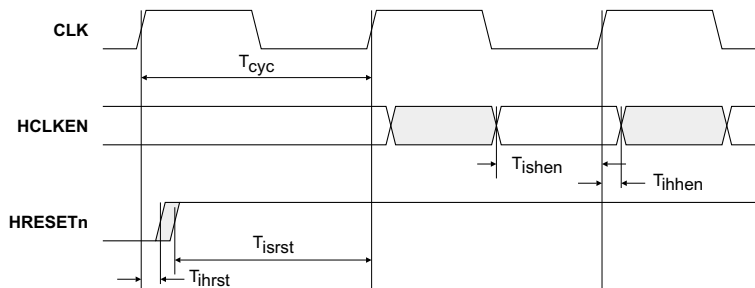 CLK
Tcyc
HCLKEN
Tishen
Tihhen
HRESETn
Tisrst
Tihrst